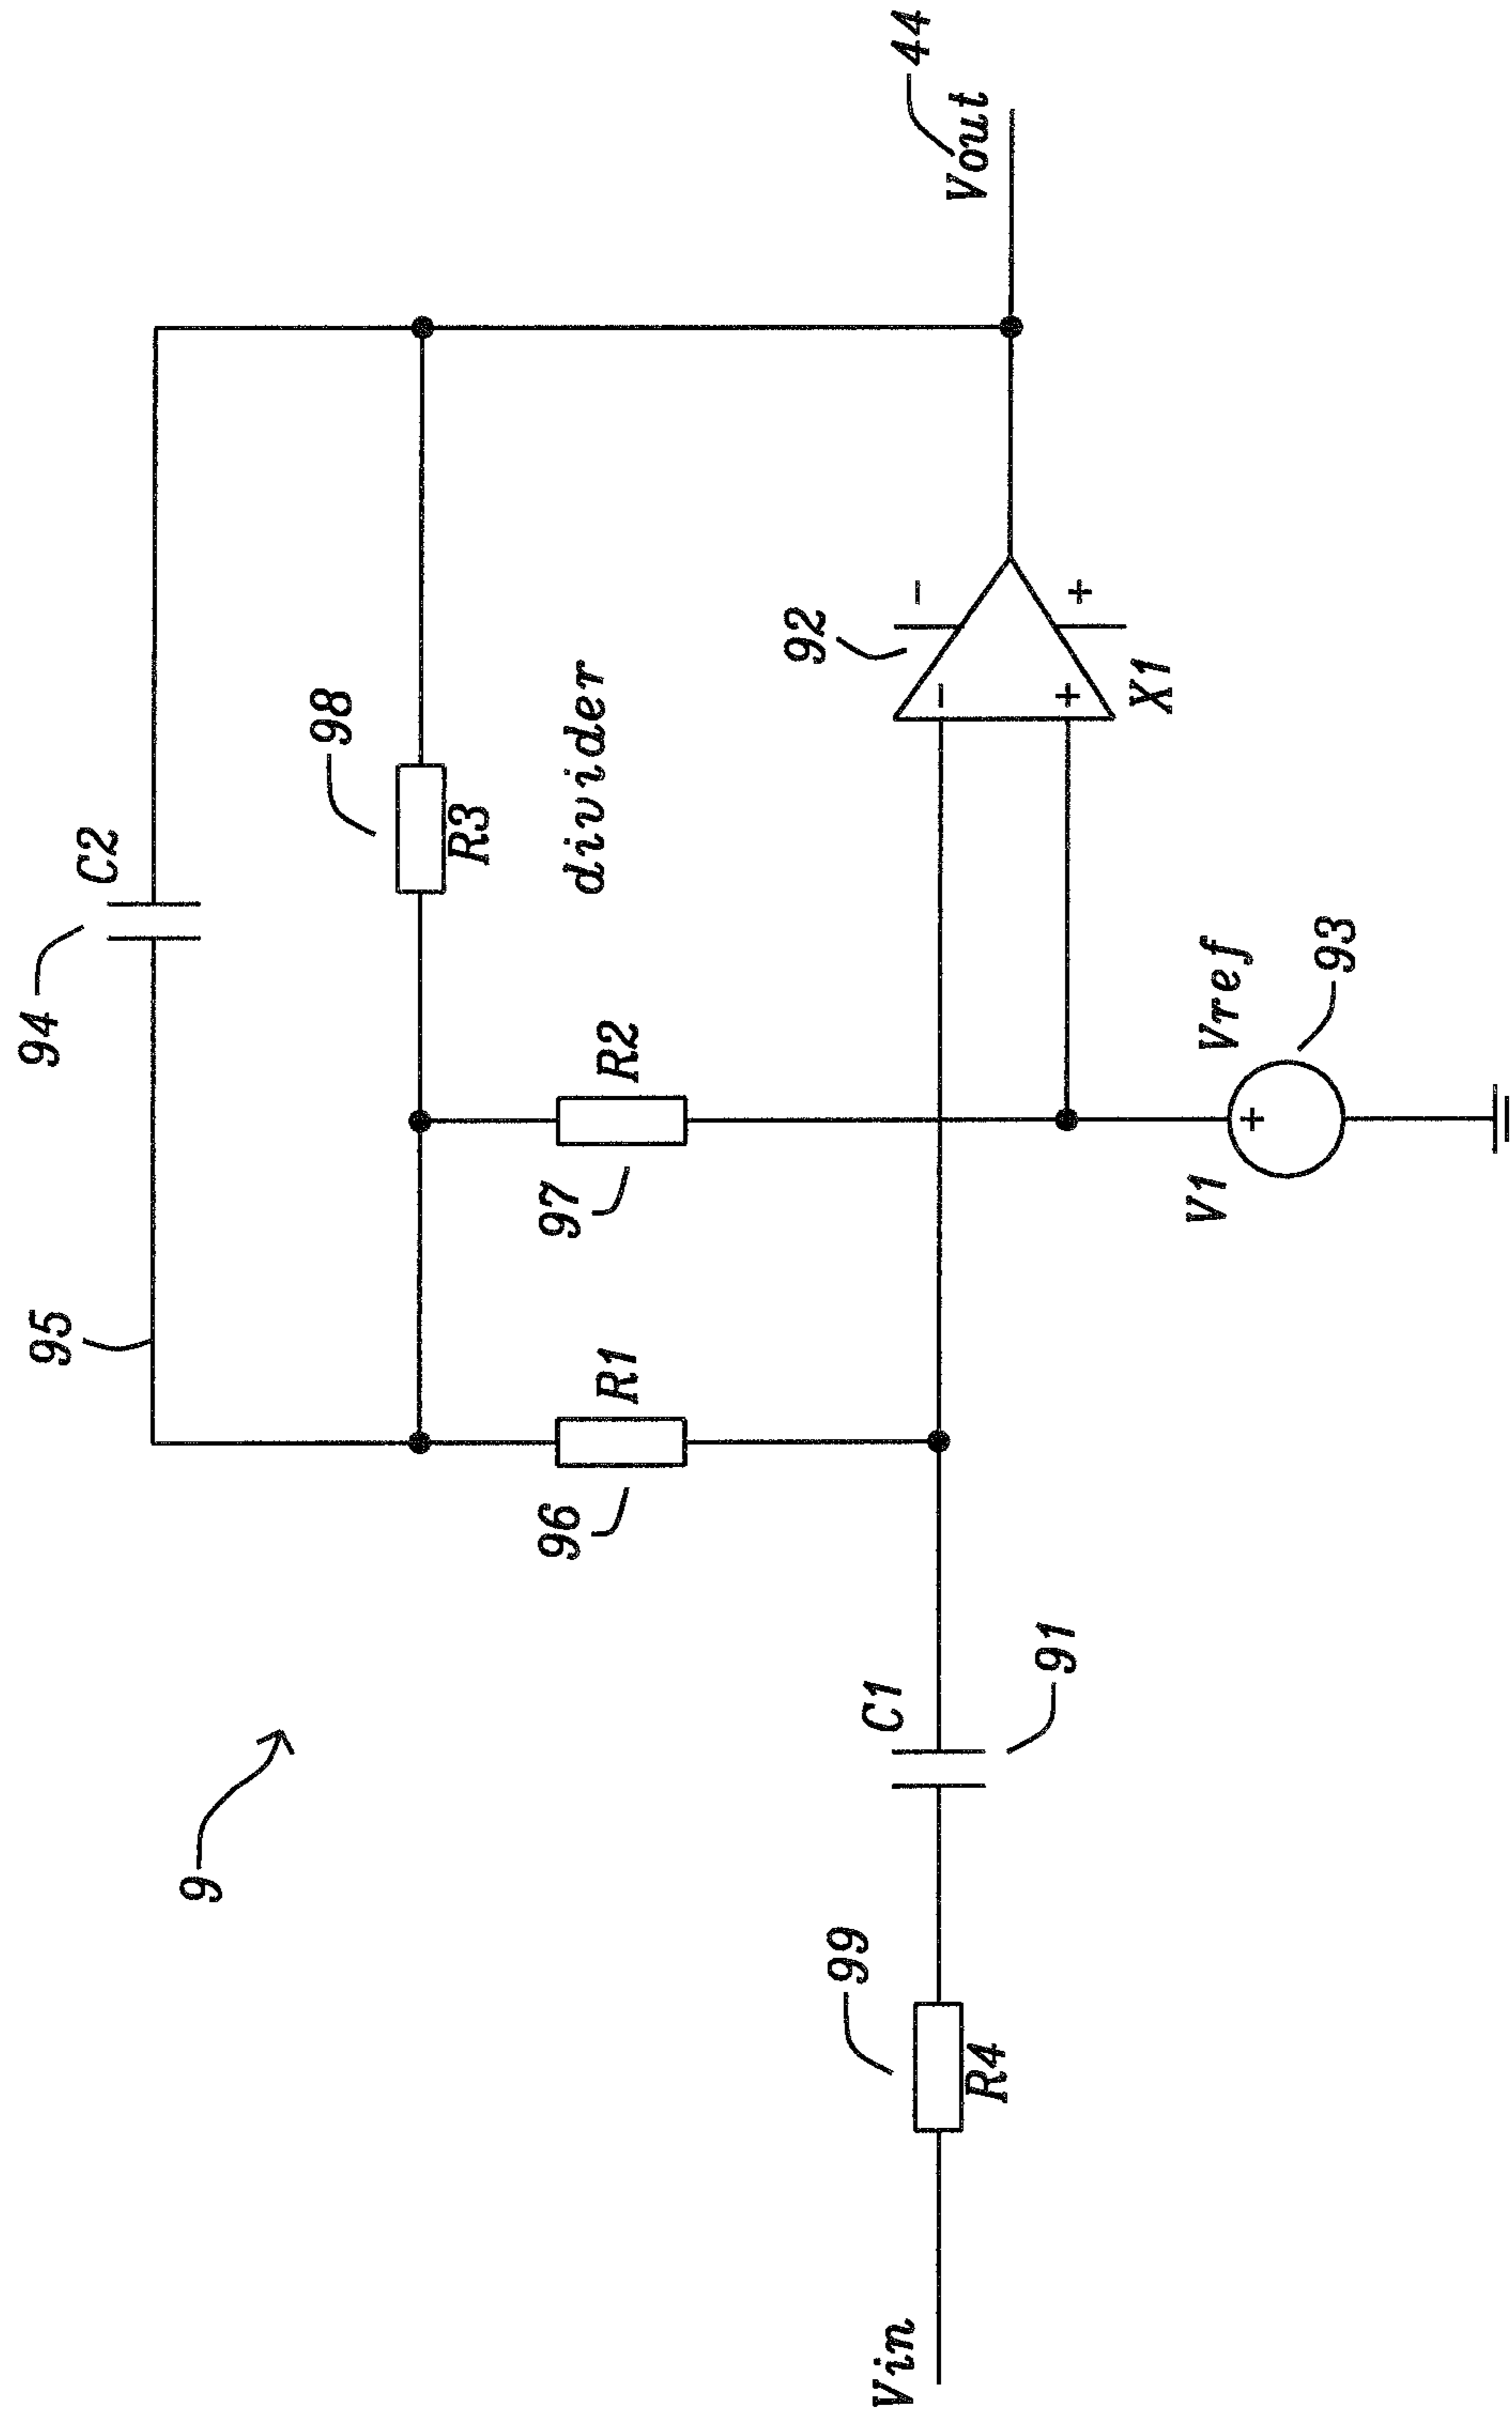 94
C2
95
98
R3
divider
97
R2
96
R1
9
92
-
-
+
+
X1
44
Vout
99
R4
C1
91
Vin
V1
+
Vref
93